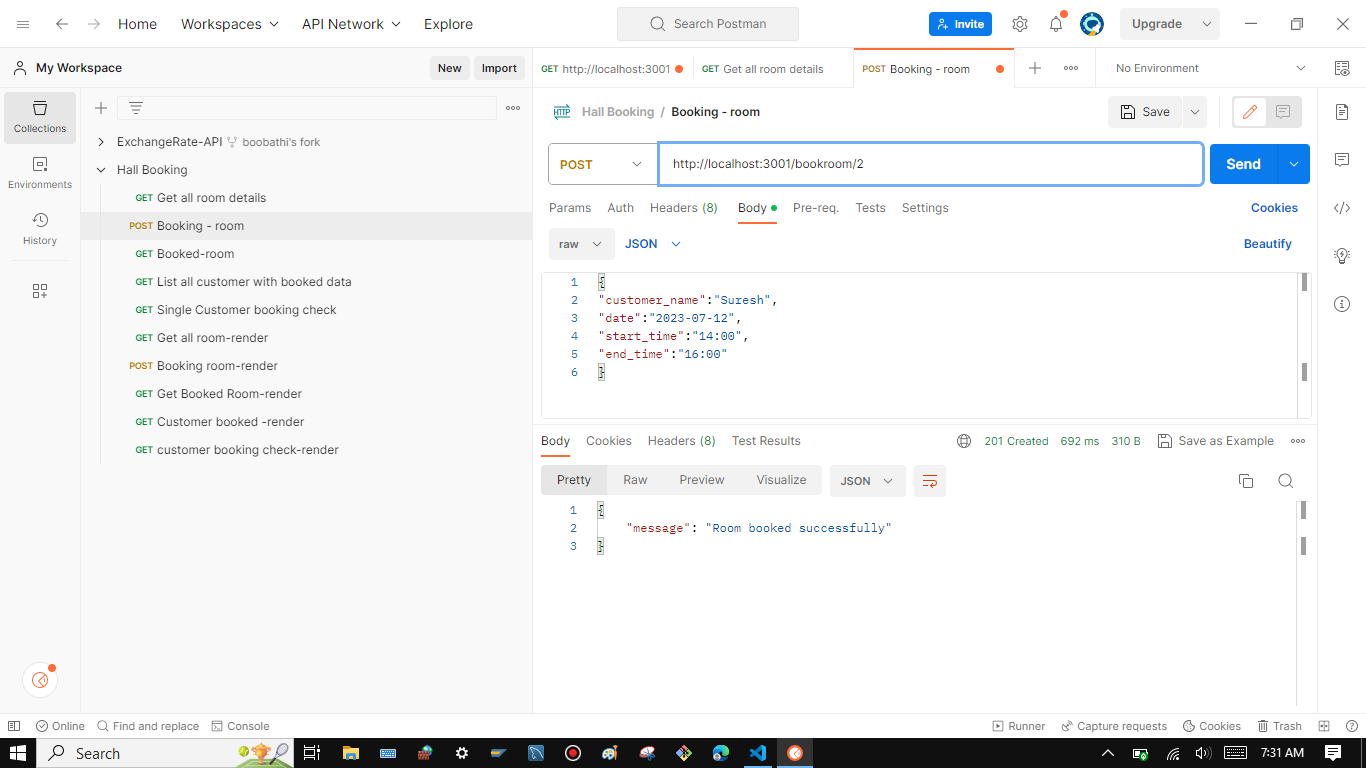 Home
Workspaces
API Network
Explore
Search Postman
Invite
Upgrade
My Workspace
New
Import
GET http://localhost:3001
GET Get all room details
POST Booking - room
No Environment
Collections
Environments
History
ExchangeRate-API boobathi's fork
Hall Booking
GET Get all room details
POST Booking - room
GET Booked-room
GET List all customer with booked data
GET Single Customer booking check
GET Get all room-render
POST Booking room-render
GET Get Booked Room-render
GET Customer booked -render
GET customer booking check-render
HTTP Hall Booking / Booking - room
Save
POST
http://localhost:3001/bookroom/2
Send
Params Auth Headers (8) Body Pre-req. Tests Settings Cookies
raw JSON Beautify
1 {
2 "customer_name":"Suresh",
3 "date":"2023-07-12",
4 "start_time":"14:00",
5 "end_time":"16:00"
6 }
Body Cookies Headers (8) Test Results 201 Created 692 ms 310 B Save as Example
Pretty Raw Preview Visualize JSON
1 {
2 "message": "Room booked successfully"
3 }
Online Find and replace Console Runner Capture requests Cookies Trash
Search
7:31 AM